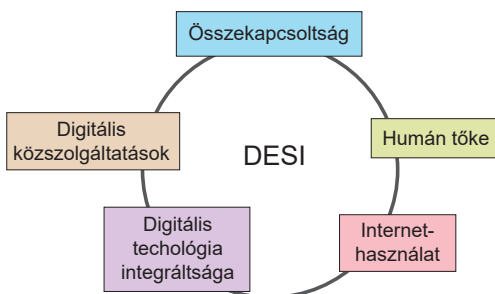 Összekapcsoltság
Digitális
közszolgáltatások
DESI
Humán tőke
Digitális
techológia
integráltsága
Internet-
használat